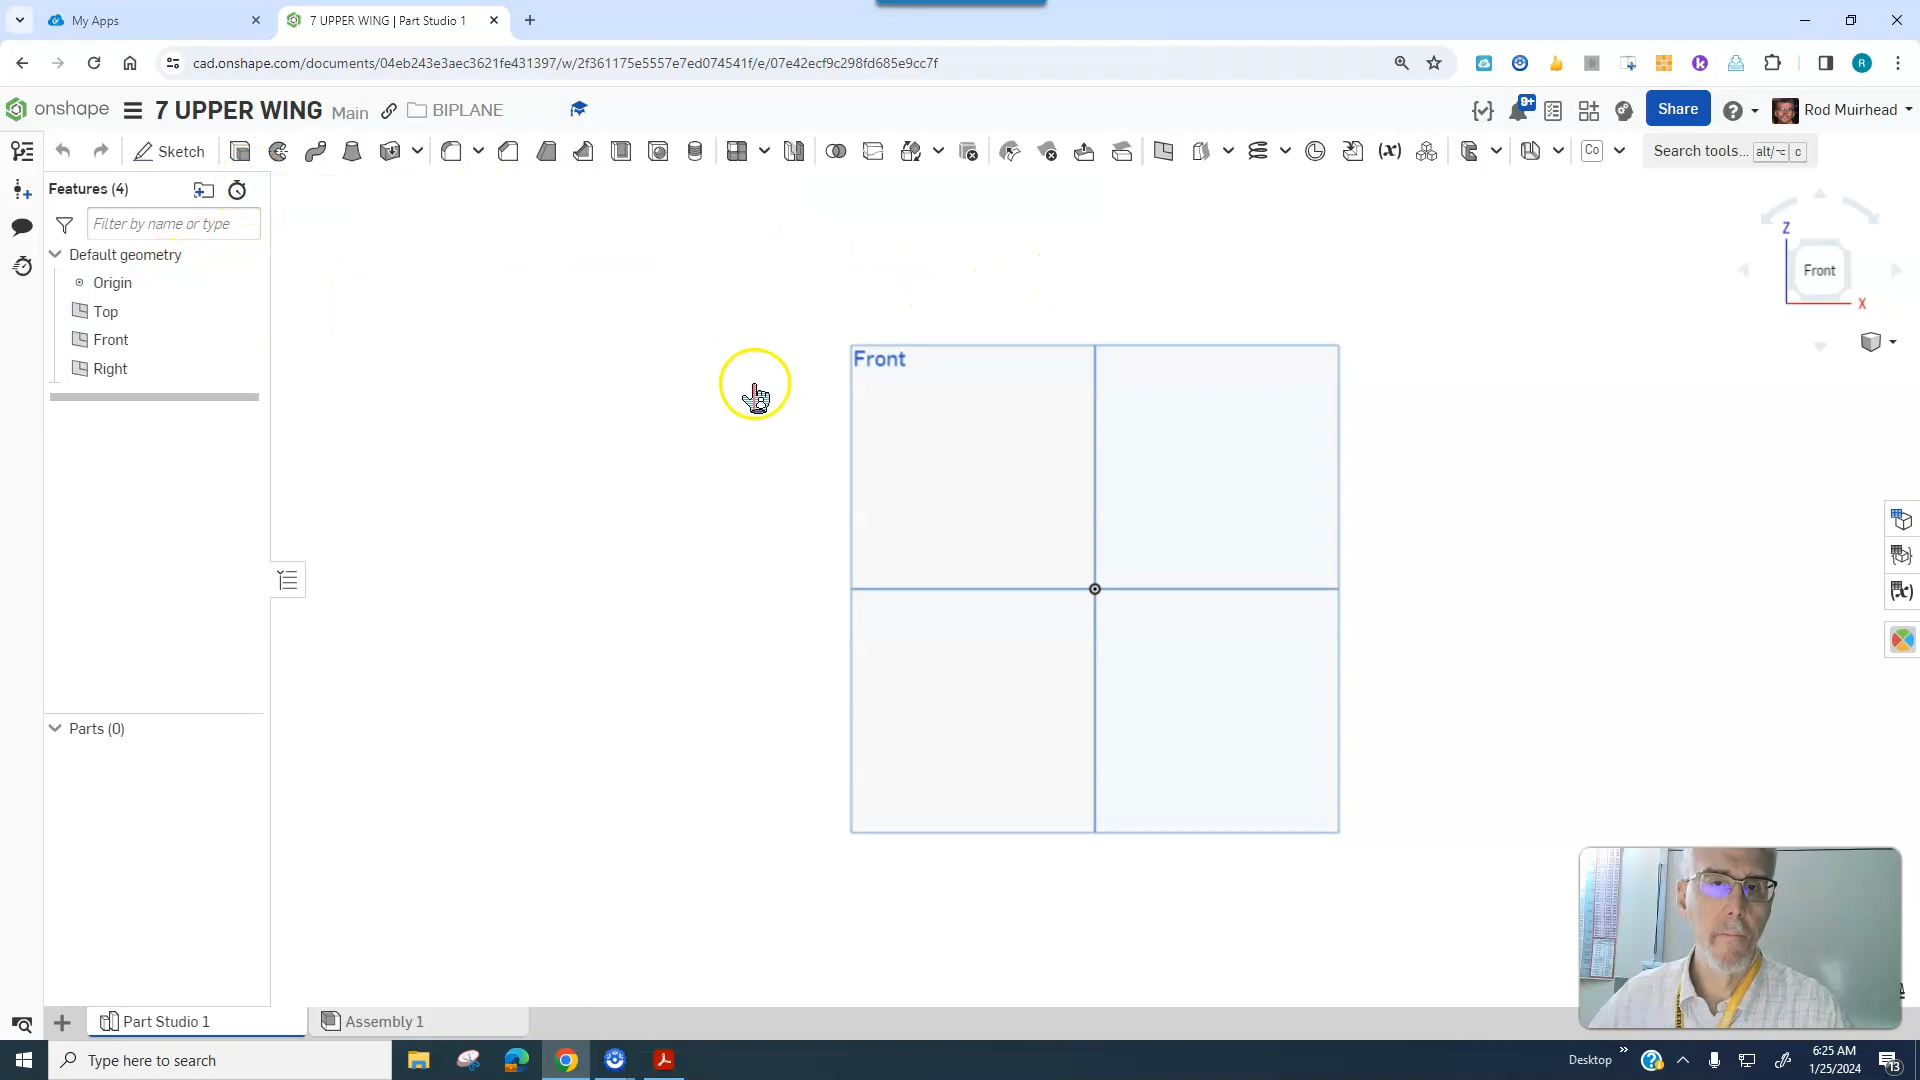 My Apps
7 UPPER WING | Part Studio 1
cad.onshape.com/documents/04eb243e3aec3621fe431397/w/2f361175e5557e7ed074541f/e/07e42ecf9c298fd685e9cc7f
R
onshape
7 UPPER WING
Main
BIPLANE
9+
Share
Rod Muirhead
Sketch
(x)
Co
Search tools... alt/⌥ c
Features (4)
Filter by name or type
Default geometry
Origin
Top
Front
Right
Front
Z
Front
X
(x)
Parts (0)
Part Studio 1
Assembly 1
Type here to search
Desktop
6:25 AM
1/25/2024
13